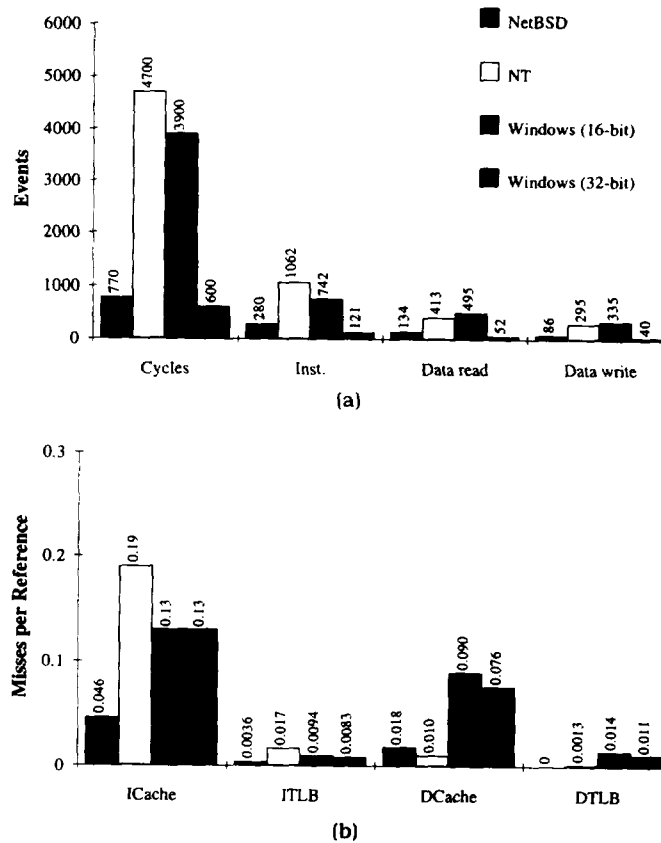 NetBSD
NT
Windows (16-bit)
Windows (32-bit)
Events
6000
5000
4000
3000
2000
1000
0
770
4700
3900
600
280
1062
742
121
134
413
495
52
86
295
335
40
Cycles
Inst.
Data read
Data write
(a)
Misses per Reference
0.3
0.2
0.1
0
0.046
0.19
0.13
0.13
0.0036
0.017
0.0094
0.0083
0.018
0.010
0.090
0.076
0
0.0013
0.014
0.011
ICache
ITLB
DCache
DTLB
(b)